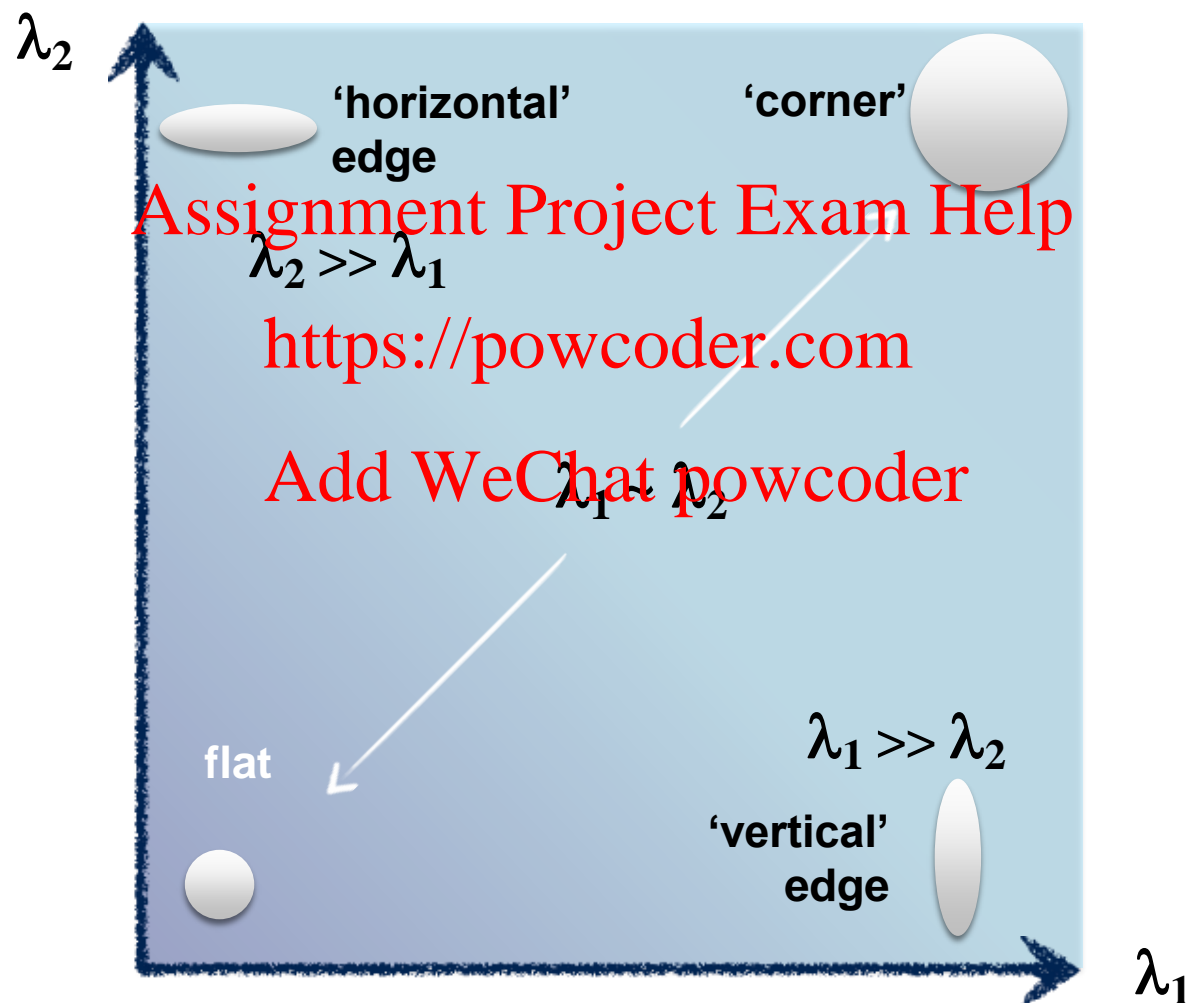 λ2
‘horizontal’
edge
‘corner’
Assignment Project Exam Help
λ2 >> λ1
https://powcoder.com
Add WeChat powcoder
λ1 ~ λ2
λ1 >> λ2
flat
‘vertical’
edge
λ1